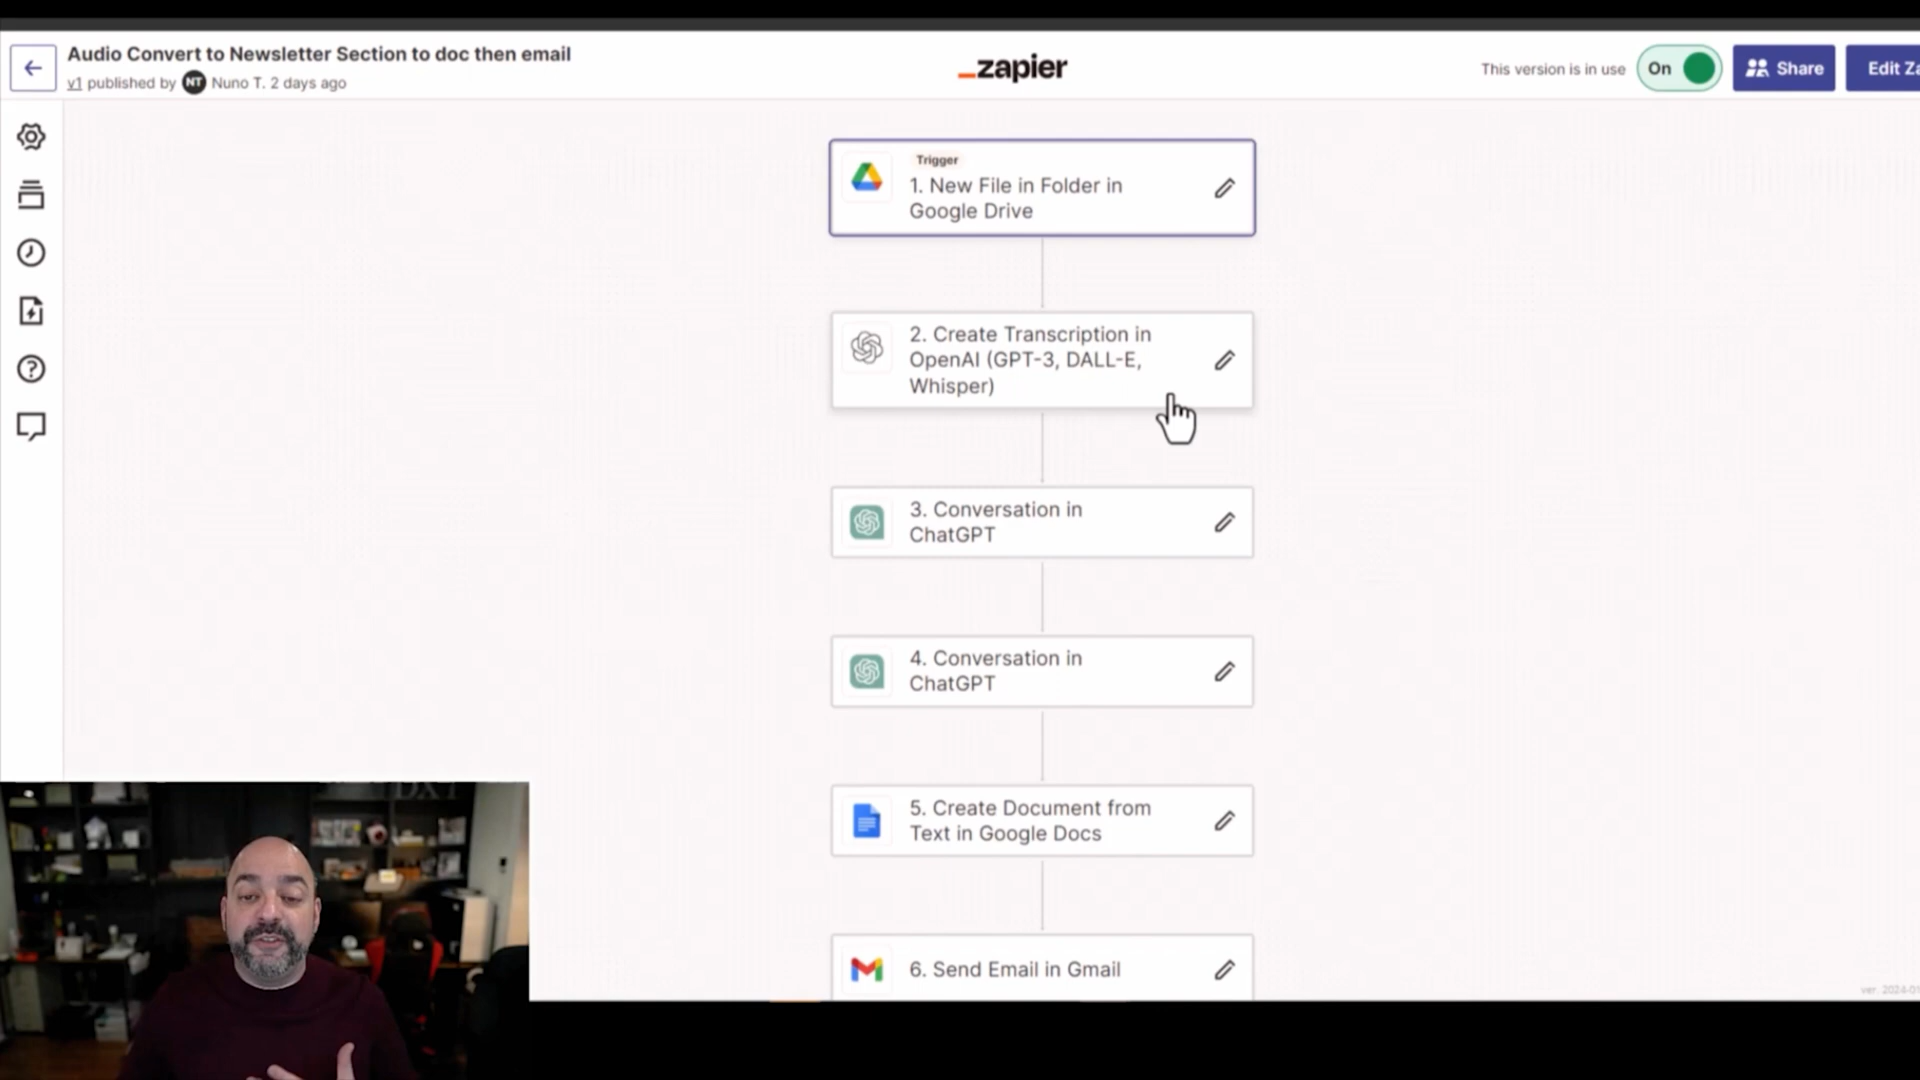 Audio Convert to Newsletter Section to doc then email
v1 published by NT Nuno T. 2 days ago
zapier
This version is in use
On
Share
Edit Za
Trigger
1. New File in Folder in
Google Drive
2. Create Transcription in
OpenAI (GPT-3, DALL-E,
Whisper)
3. Conversation in
ChatGPT
4. Conversation in
ChatGPT
5. Create Document from
Text in Google Docs
6. Send Email in Gmail
ver. 2024-01